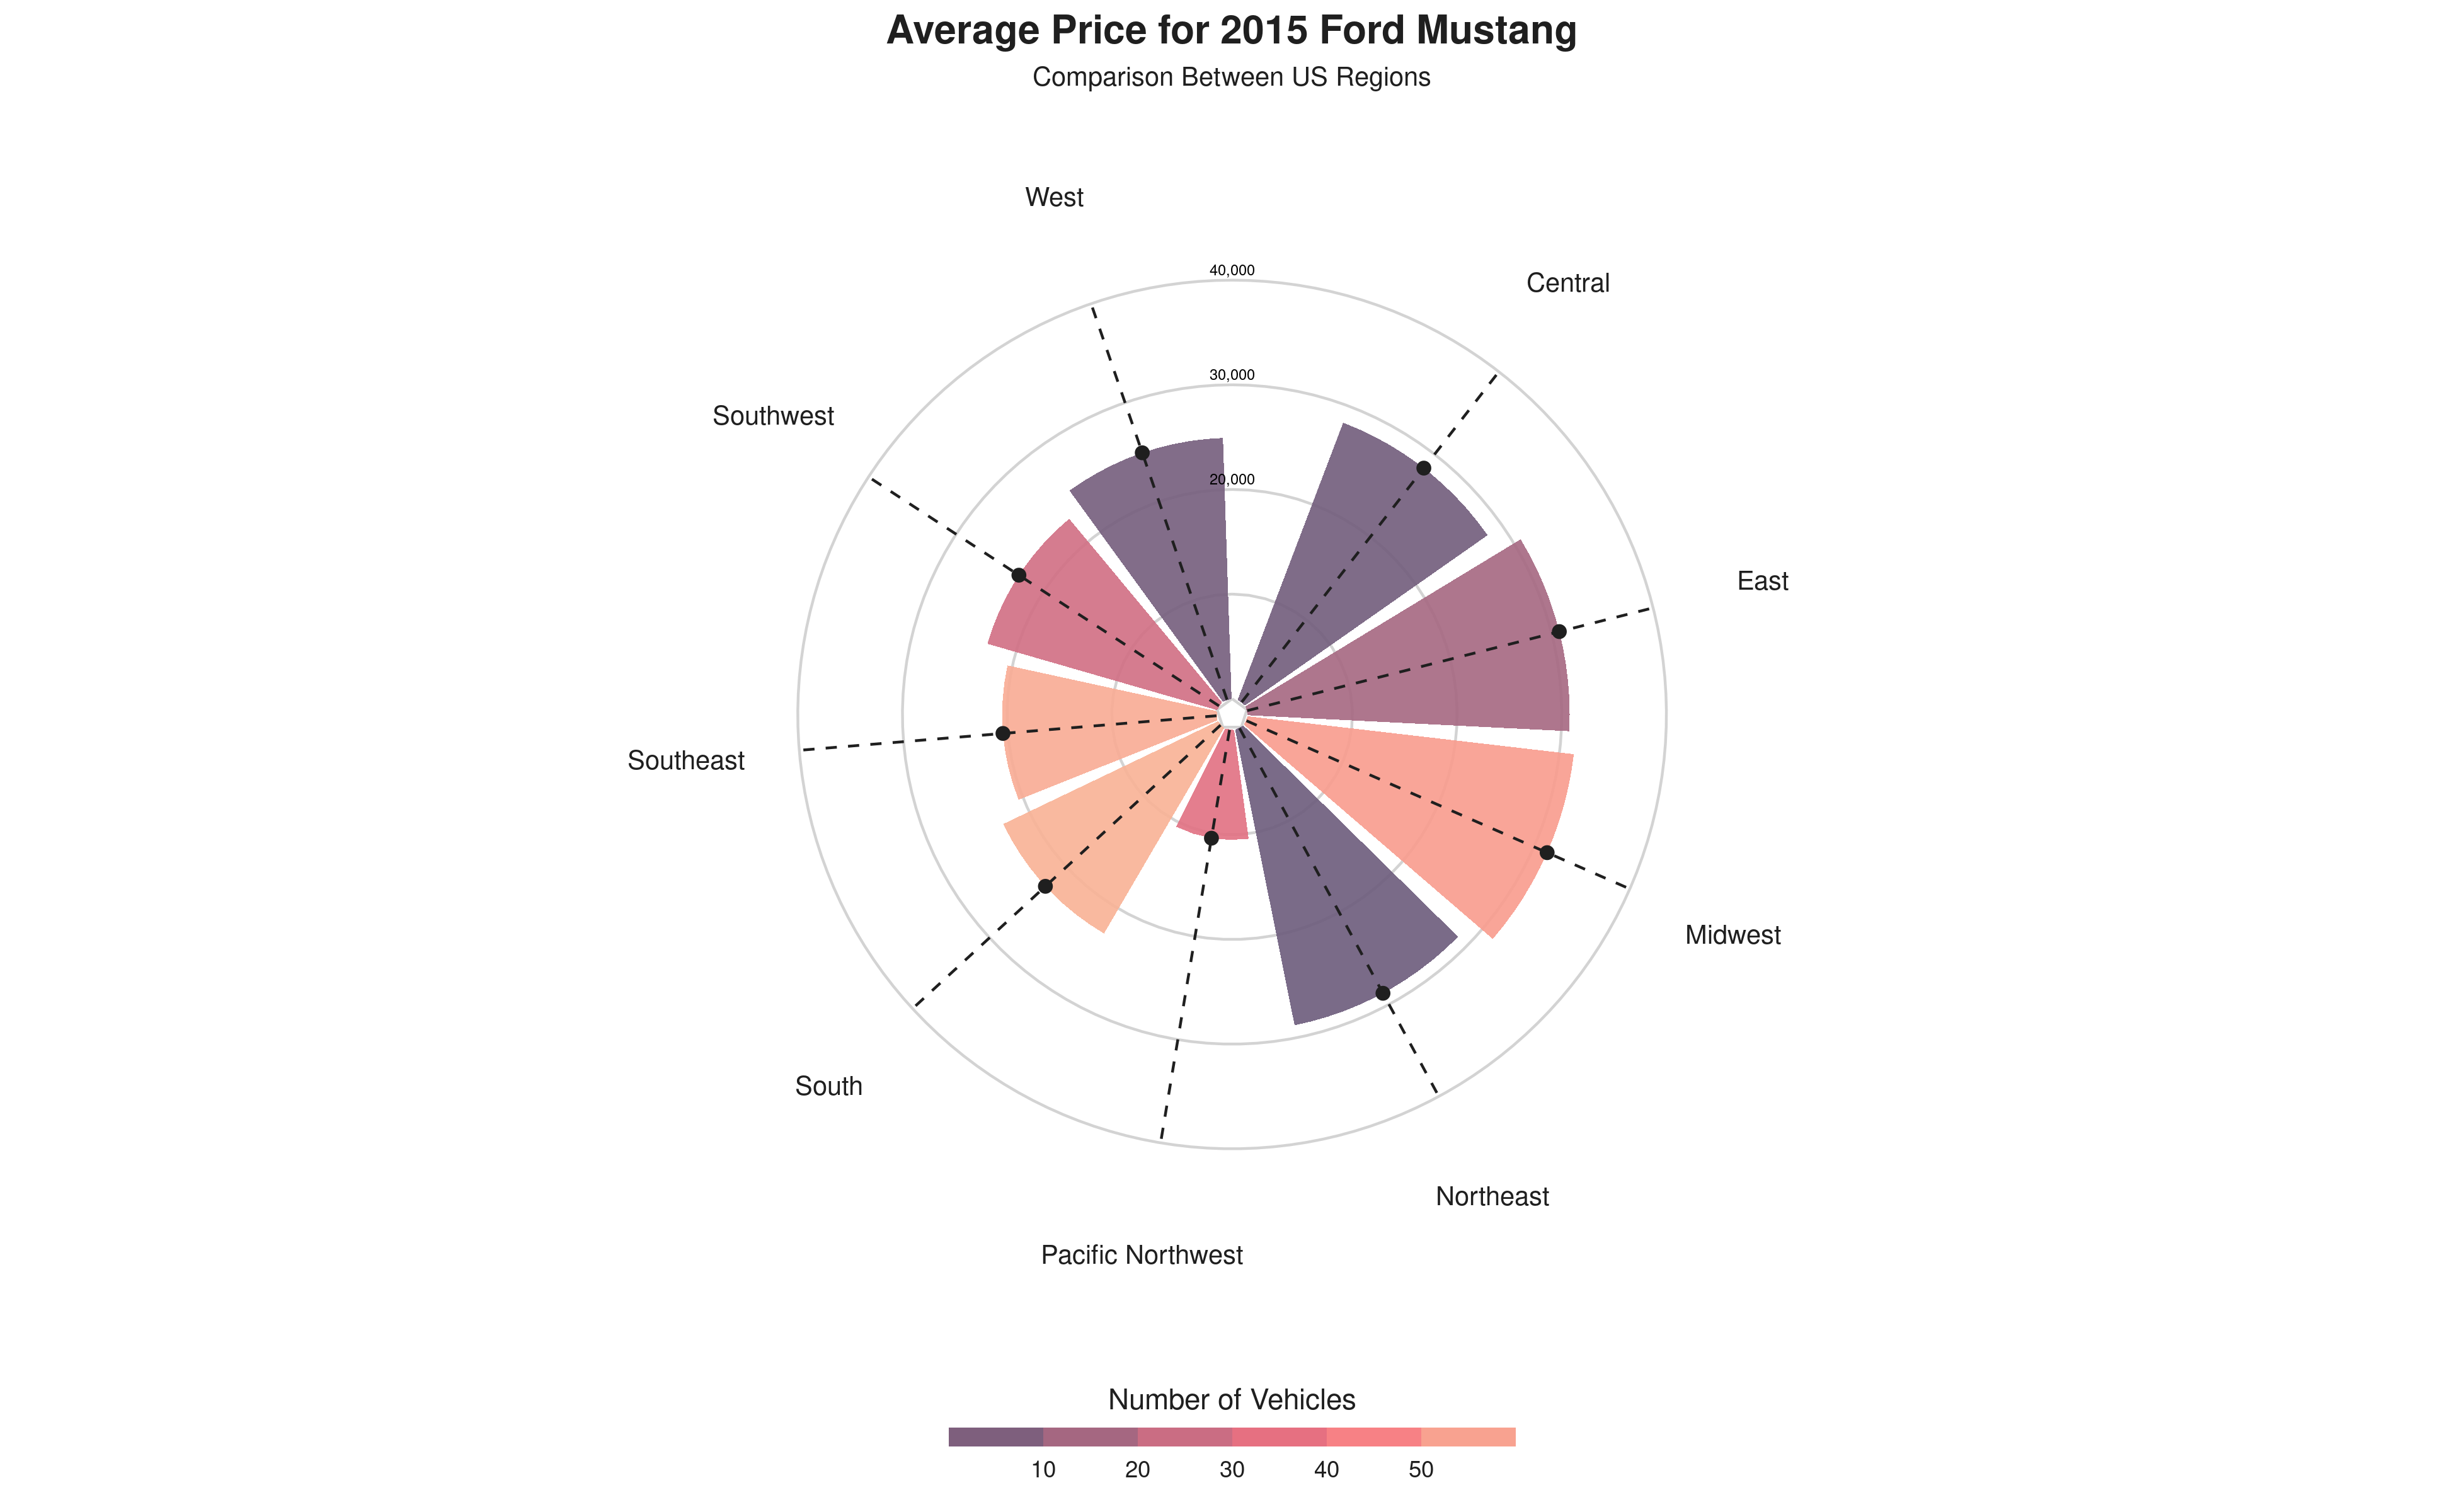 Average Price for 2015 Ford Mustang
Comparison Between US Regions
West
40,000
Central
30,000
Southwest
20,000
East
Southeast
Midwest
South
Northeast
Pacific Northwest
Number of Vehicles
10 20 30 40 50